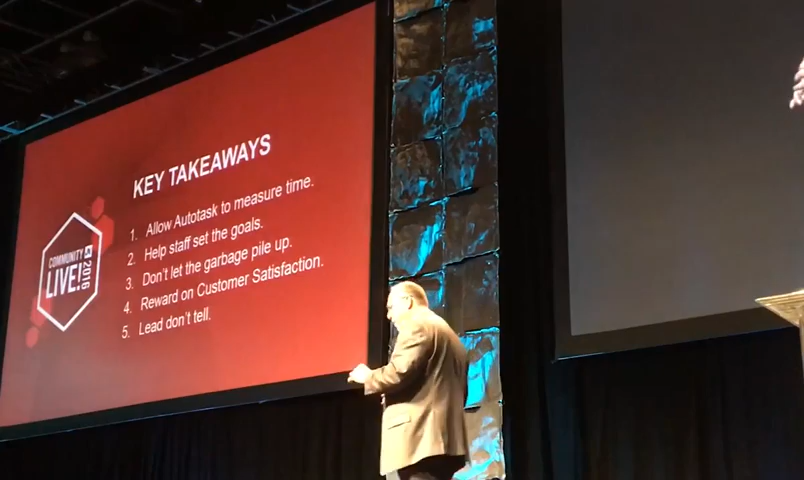 KEY TAKEAWAYS
1. Allow Autotask to measure time.
2. Help staff set the goals.
3. Don't let the garbage pile up.
4. Reward on Customer Satisfaction.
5. Lead don't tell.
COMMUNITY
LIVE! 2016